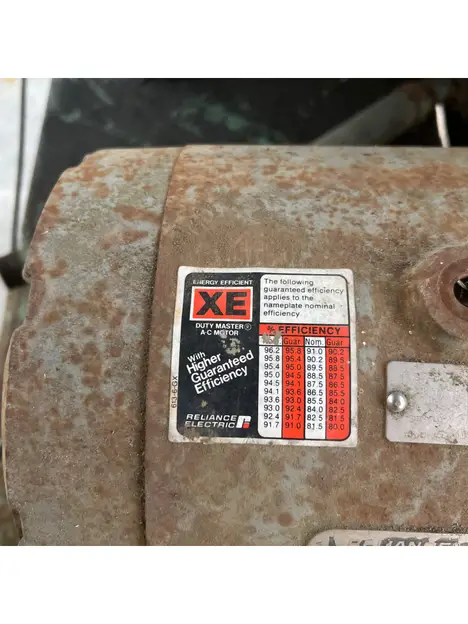 ENERGY EFFICIENT
XE
DUTY MASTER®
A-C MOTOR
With
Higher
Guaranteed
Efficiency
RELIANCE
ELECTRIC
The following
guaranteed efficiency
applies to the
nameplate nominal
efficiency
% EFFICIENCY
Nom. Guar Nom. Guar
96.2 95.8 91.0 90.2
95.8 95.4 90.2 89.5
95.4 95.0 89.5 88.5
95.0 94.5 88.5 87.5
94.5 94.1 87.5 86.5
94.1 93.6 86.5 85.5
93.6 93.0 85.5 84.0
93.0 92.4 84.0 82.5
92.4 91.7 82.5 81.5
91.7 91.0 81.5 80.0